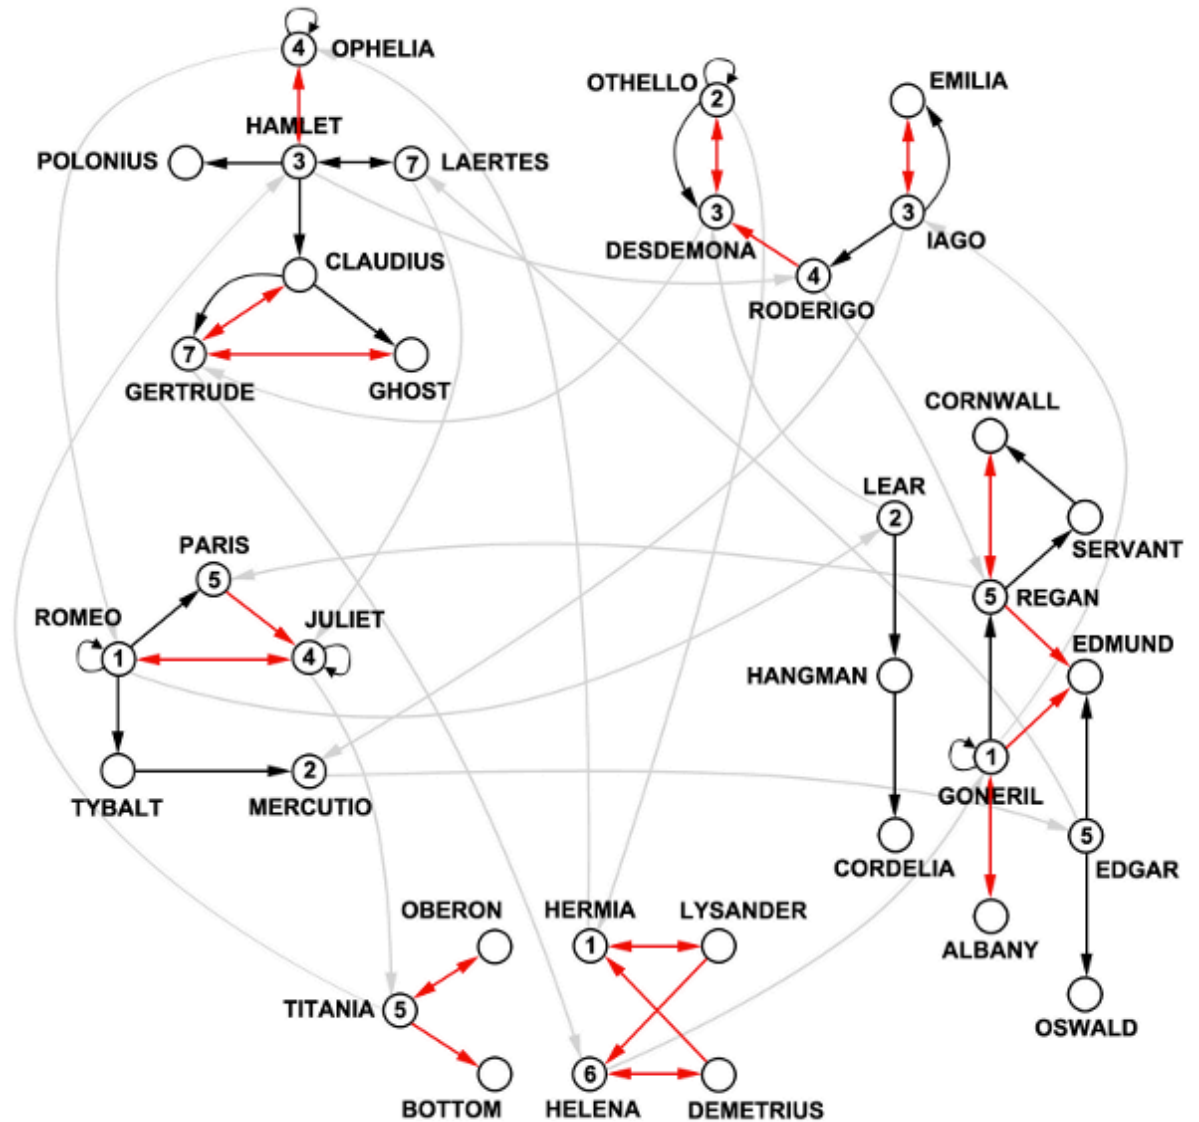 4 OPHELIA
HAMLET
POLONIUS 3 7 LAERTES
CLAUDIUS
7
GERTRUDE GHOST
OTHELLO 2
EMILIA
3 3
DESDEMONA IAGO
4
RODERIGO
CORNWALL
LEAR
2
SERVANT
5 REGAN
EDMUND
HANGMAN
1
GONERIL
5
CORDELIA EDGAR
ALBANY
OSWALD
PARIS
5
ROMEO JULIET
1 4
2
TYBALT MERCUTIO
OBERON HERMIA LYSANDER
1
TITANIA 5
6
BOTTOM HELENA DEMETRIUS